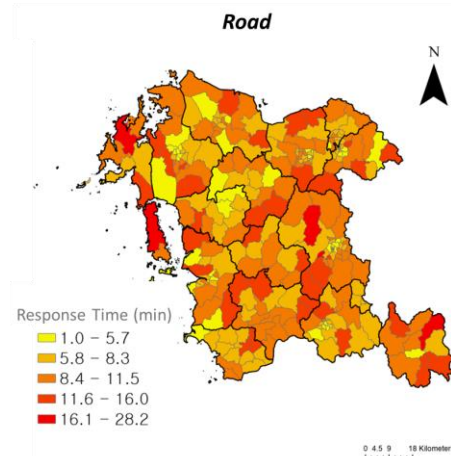 Road
N
Response Time (min)
1.0 – 5.7
5.8 – 8.3
8.4 – 11.5
11.6 – 16.0
16.1 – 28.2
0 4.5 9 18 Kilometer